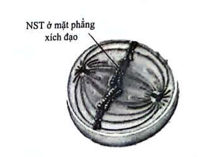 NST ở mặt phẳng
xích đạo